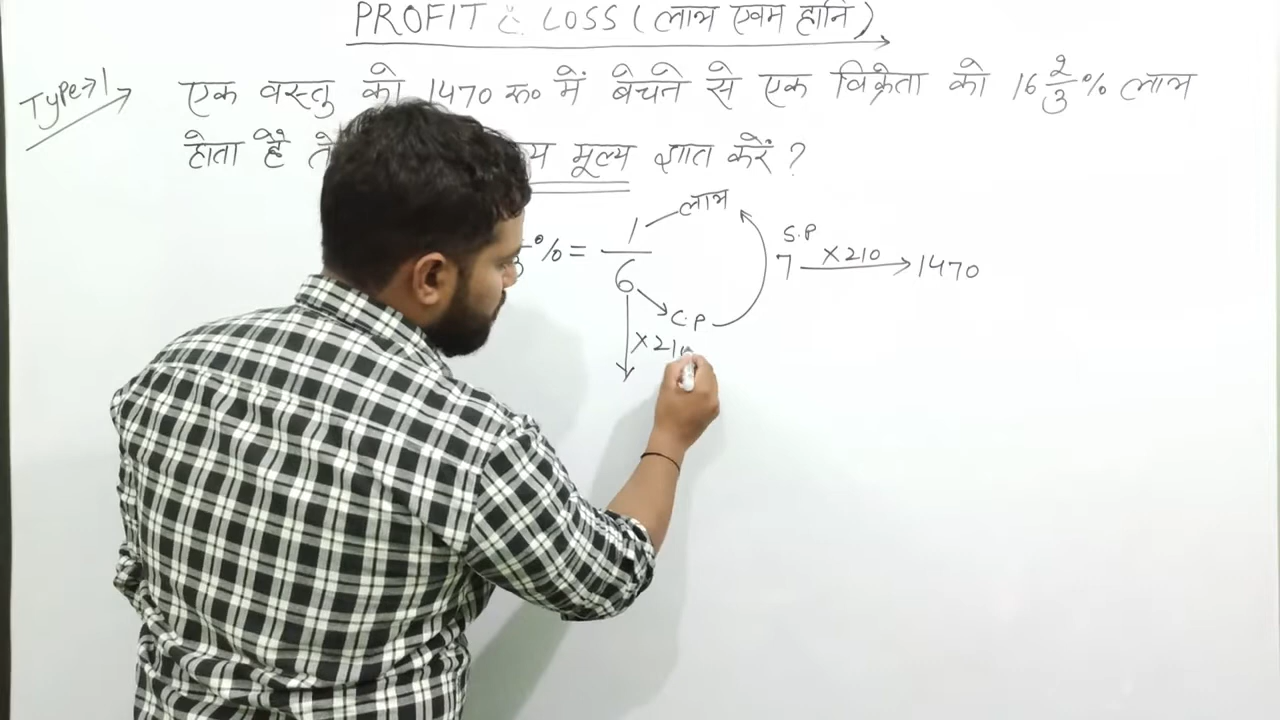 PROFIT & LOSS (लाभ एवम हानि)
Type→1
एक वस्तु को 1470 रू० में बेचने से एक विक्रेता को 16 2/3 % लाभ
होता है मूल्य ज्ञात करें ?
% = 1/6
लाभ
C.P
×210
S.P
7 ×210 → 1470